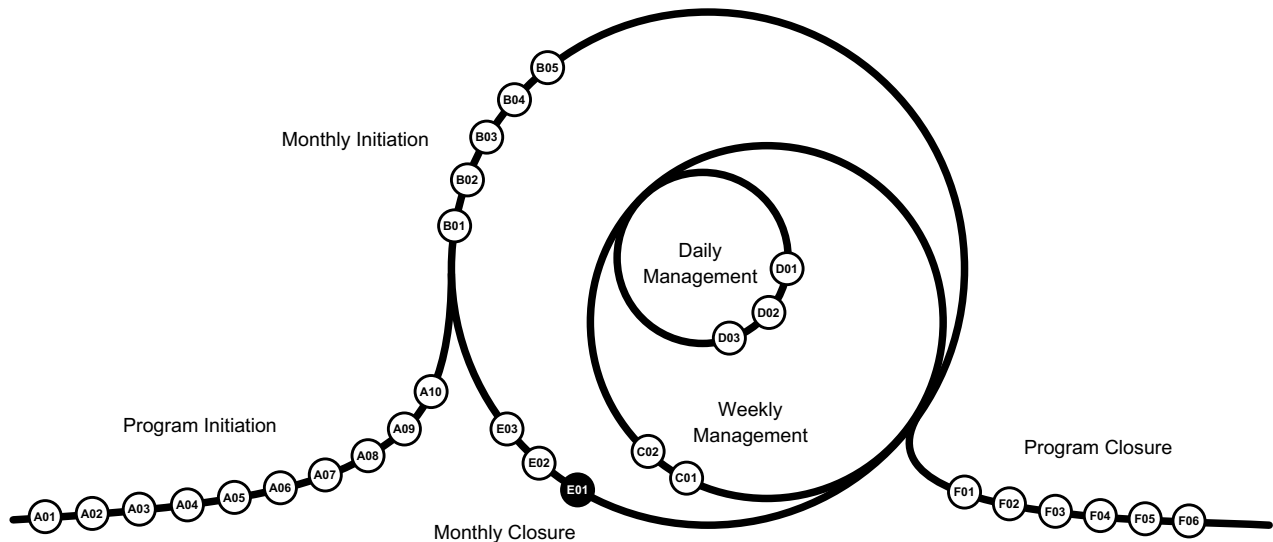 B05
B04
Monthly Initiation
B03
B02
B01
Daily
Management
D01
D02
D03
A10
Program Initiation
A09
A08
A07
A06
A05
A04
A03
A02
A01
E03
E02
E01
Monthly Closure
Weekly
Management
C02
C01
Program Closure
F01
F02
F03
F04
F05
F06